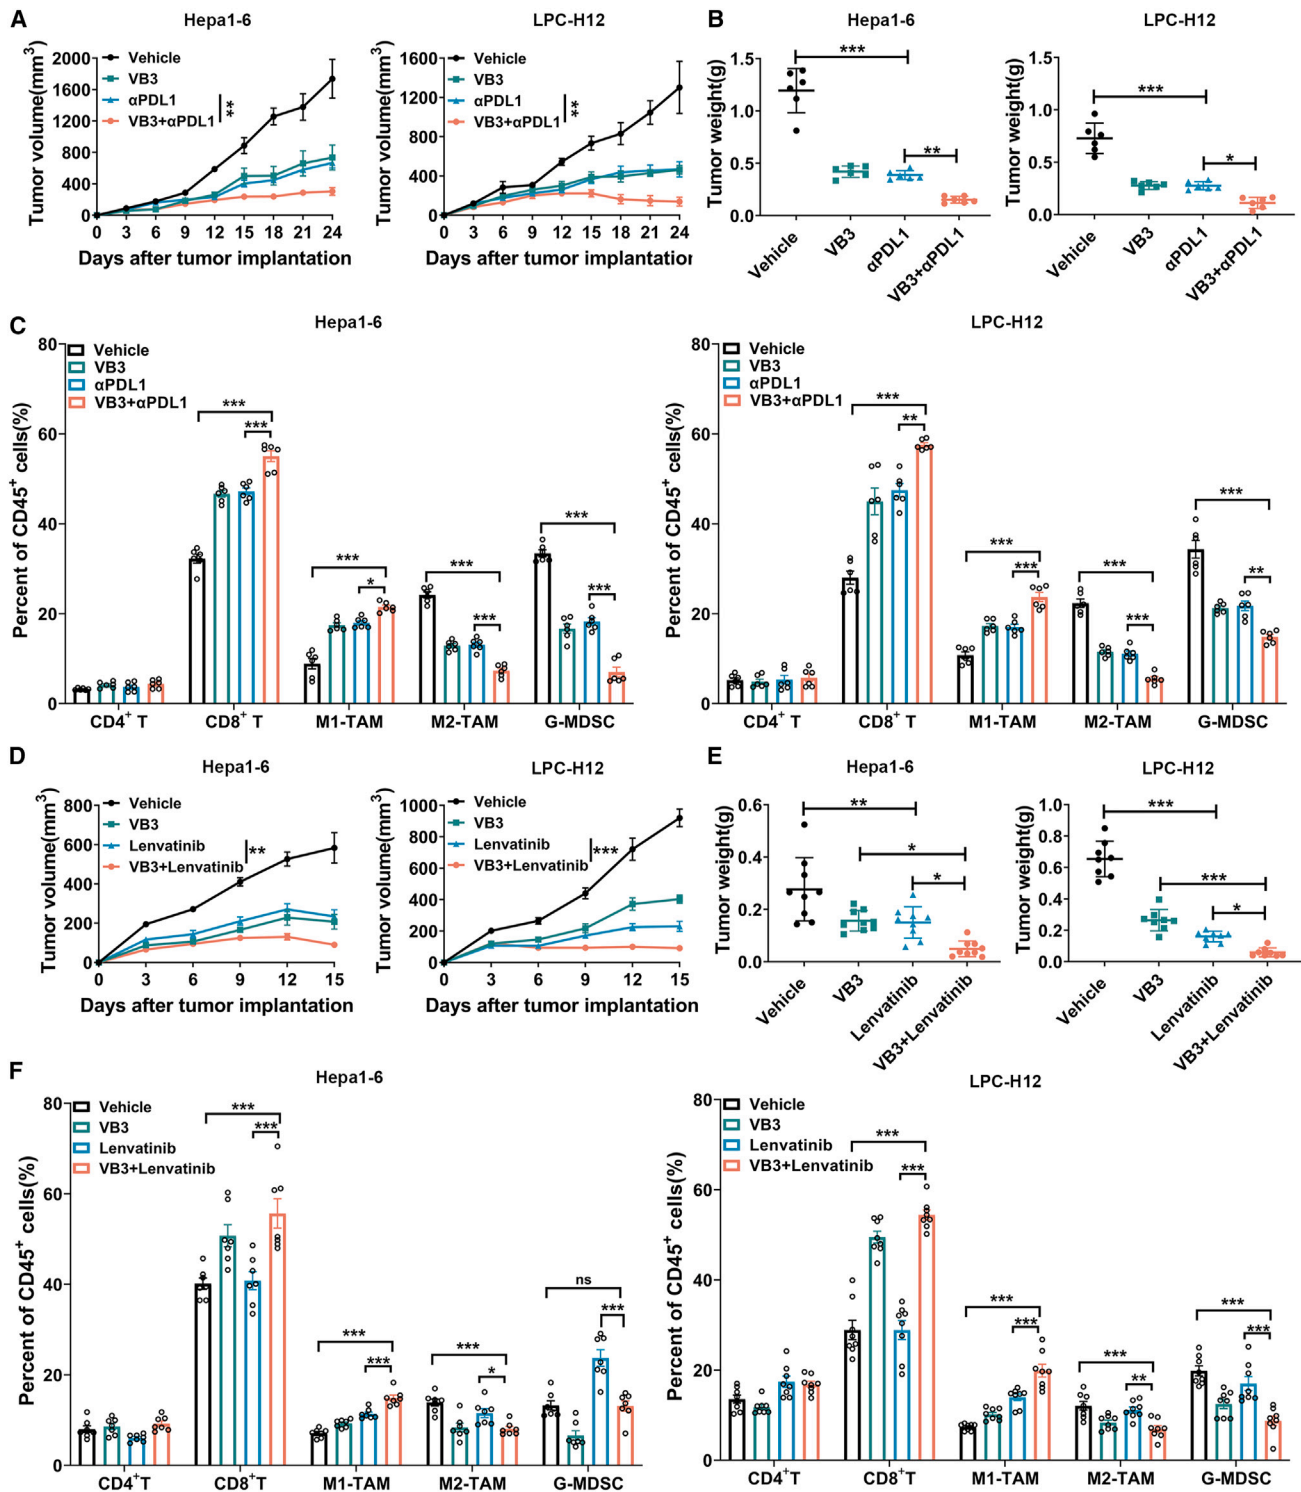 A
Hepa1-6
Tumor volume(mm³)
2000
1600
1200
800
400
0
Vehicle
VB3
αPDL1
VB3+αPDL1
**
0 3 6 9 12 15 18 21 24
Days after tumor implantation
LPC-H12
Tumor volume(mm³)
1600
1200
800
400
0
Vehicle
VB3
αPDL1
VB3+αPDL1
**
0 3 6 9 12 15 18 21 24
Days after tumor implantation
B
Hepa1-6
Tumor weight(g)
1.5
1.0
0.5
0.0
***
**
Vehicle
VB3
αPDL1
VB3+αPDL1
LPC-H12
Tumor weight(g)
1.5
1.0
0.5
0.0
***
*
Vehicle
VB3
αPDL1
VB3+αPDL1
C
Hepa1-6
Percent of CD45⁺ cells(%)
80
60
40
20
0
Vehicle
VB3
αPDL1
VB3+αPDL1
*** *** *** * *** *** *** ***
CD4⁺ T CD8⁺ T M1-TAM M2-TAM G-MDSC
LPC-H12
Percent of CD45⁺ cells(%)
80
60
40
20
0
Vehicle
VB3
αPDL1
VB3+αPDL1
*** ** *** *** *** *** *** **
CD4⁺ T CD8⁺ T M1-TAM M2-TAM G-MDSC
D
Hepa1-6
Tumor volume(mm³)
800
600
400
200
0
Vehicle
VB3
Lenvatinib
VB3+Lenvatinib
**
0 3 6 9 12 15
Days after tumor implantation
LPC-H12
Tumor volume(mm³)
1000
800
600
400
200
0
Vehicle
VB3
Lenvatinib
VB3+Lenvatinib
***
0 3 6 9 12 15
Days after tumor implantation
E
Hepa1-6
Tumor weight(g)
0.6
0.4
0.2
0.0
**
*
*
Vehicle
VB3
Lenvatinib
VB3+Lenvatinib
LPC-H12
Tumor weight(g)
1.0
0.8
0.6
0.4
0.2
0.0
***
***
*
Vehicle
VB3
Lenvatinib
VB3+Lenvatinib
F
Hepa1-6
Percent of CD45⁺ cells(%)
80
60
40
20
0
Vehicle
VB3
Lenvatinib
VB3+Lenvatinib
*** *** *** *** *** * ns ***
CD4⁺T CD8⁺T M1-TAM M2-TAM G-MDSC
LPC-H12
Percent of CD45⁺ cells(%)
80
60
40
20
0
Vehicle
VB3
Lenvatinib
VB3+Lenvatinib
*** *** *** *** *** ** *** ***
CD4⁺T CD8⁺T M1-TAM M2-TAM G-MDSC